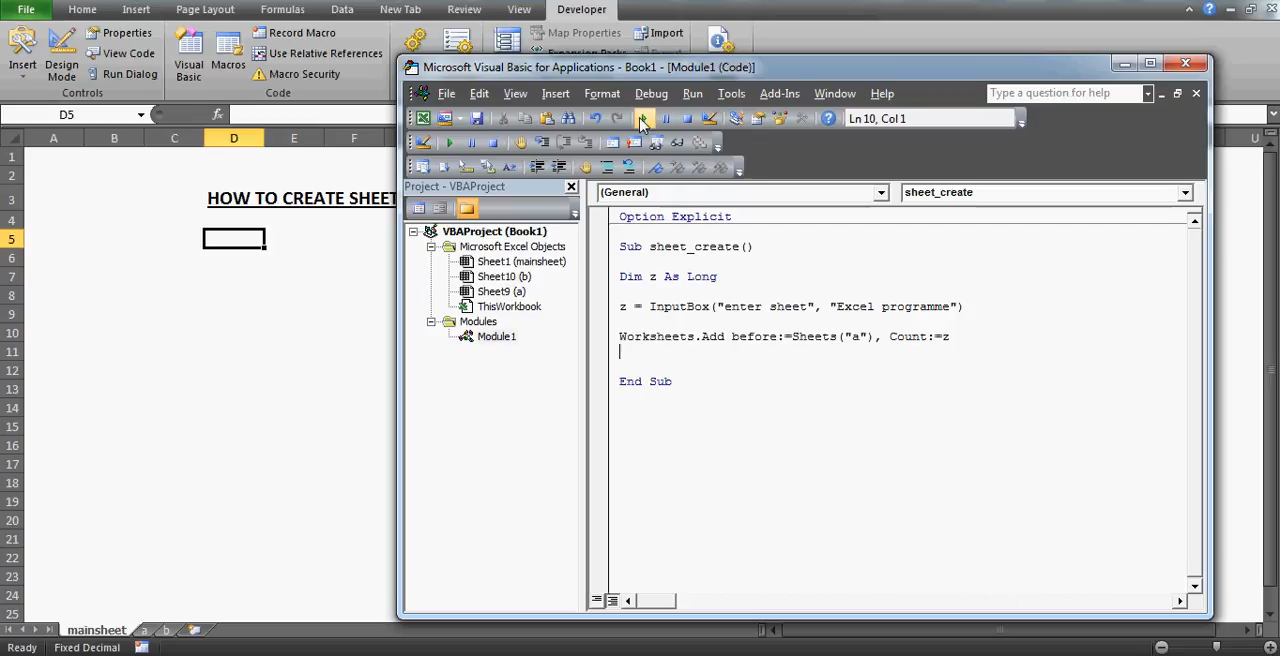 File Home Insert Page Layout Formulas Data New Tab Review View Developer
Insert Design Mode Properties View Code Run Dialog
Controls
Visual Basic Macros Record Macro Use Relative References Macro Security
Code
Map Properties Import
D5 fx
A B C D E F U
1
2
3 HOW TO CREATE SHEET
4
5
6
7
8
9
10
11
12
13
14
15
16
17
18
19
20
21
22
23
24
25
mainsheet a b
Ready Fixed Decimal
Microsoft Visual Basic for Applications - Book1 - [Module1 (Code)]
File Edit View Insert Format Debug Run Tools Add-Ins Window Help Type a question for help
Ln 10, Col 1
Project - VBAProject
VBAProject (Book1)
Microsoft Excel Objects
Sheet1 (mainsheet)
Sheet10 (b)
Sheet9 (a)
ThisWorkbook
Modules
Module1
(General) sheet_create
Option Explicit
Sub sheet_create()
Dim z As Long
z = InputBox("enter sheet", "Excel programme")
Worksheets.Add before:=Sheets("a"), Count:=z
End Sub